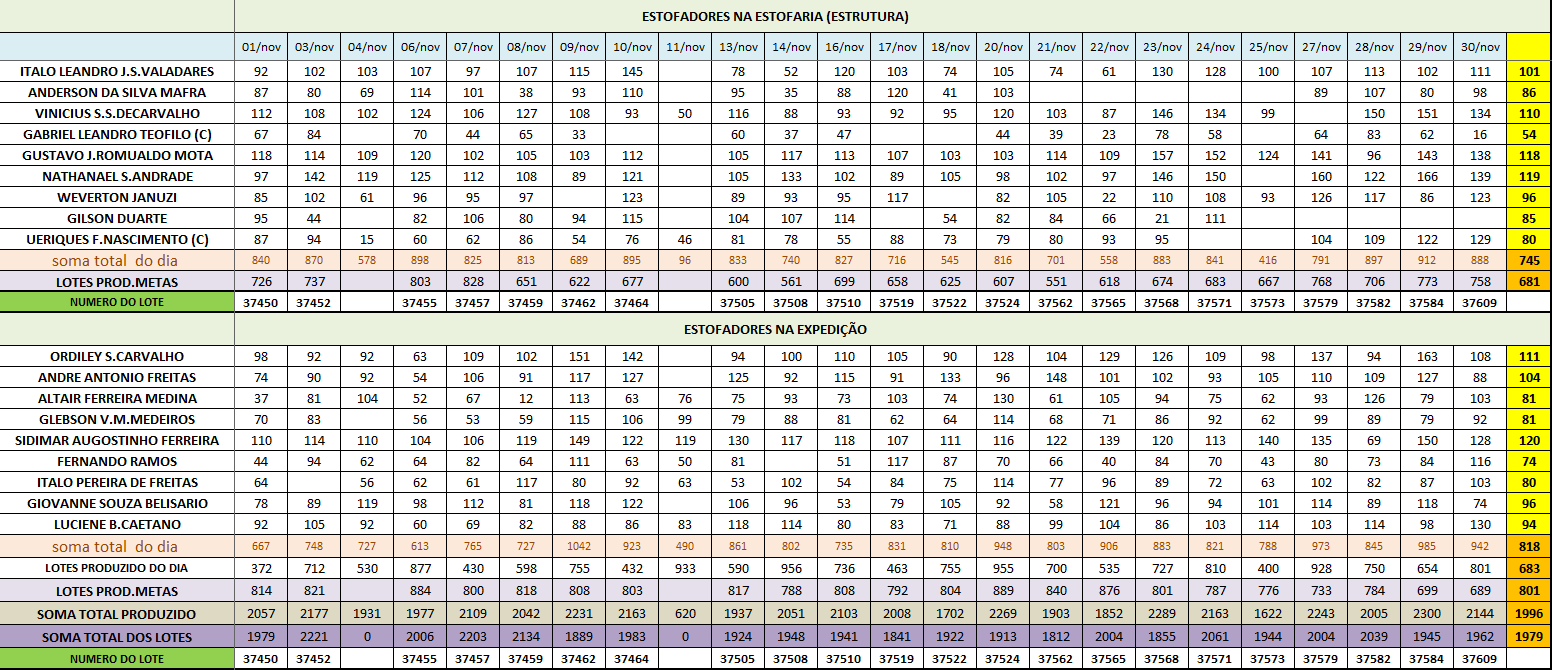 ESTOFADORES NA ESTOFARIA (ESTRUTURA)
01/nov 03/nov 04/nov 06/nov 07/nov 08/nov 09/nov 10/nov 11/nov 13/nov 14/nov 16/nov 17/nov 18/nov 20/nov 21/nov 22/nov 23/nov 24/nov 25/nov 27/nov 28/nov 29/nov 30/nov
ITALO LEANDRO J.S.VALADARES 92 102 103 107 97 107 115 145 78 52 120 103 74 105 74 61 130 128 100 107 113 102 111 101
ANDERSON DA SILVA MAFRA 87 80 69 114 101 38 93 110 95 35 88 120 41 103 89 107 80 98 86
VINICIUS S.S.DECARVALHO 112 108 102 124 106 127 108 93 50 116 88 93 92 95 120 103 87 146 134 99 150 151 134 110
GABRIEL LEANDRO TEOFILO (C) 67 84 70 44 65 33 60 37 47 44 39 23 78 58 64 83 62 16 54
GUSTAVO J.ROMUALDO MOTA 118 114 109 120 102 105 103 112 105 117 113 107 103 103 114 109 157 152 124 141 96 143 138 118
NATHANAEL S.ANDRADE 97 142 119 125 112 108 89 121 105 133 102 89 105 98 102 97 146 150 160 122 166 139 119
WEVERTON JANUZI 85 102 61 96 95 97 123 89 93 95 117 82 105 22 110 108 93 126 117 86 123 96
GILSON DUARTE 95 44 82 106 80 94 115 104 107 114 54 82 84 66 21 111 85
UERIQUES F.NASCIMENTO (C) 87 94 15 60 62 86 54 76 46 81 78 55 88 73 79 80 93 95 104 109 122 129 80
soma total do dia 840 870 578 898 825 813 689 895 96 833 740 827 716 545 816 701 558 883 841 416 791 897 912 888 745
LOTES PROD.METAS 726 737 803 828 651 622 677 600 561 699 658 625 607 551 618 674 683 667 768 706 773 758 681
NUMERO DO LOTE 37450 37452 37455 37457 37459 37462 37464 37505 37508 37510 37519 37522 37524 37562 37565 37568 37571 37573 37579 37582 37584 37609
ESTOFADORES NA EXPEDIÇÃO
ORDILEY S.CARVALHO 98 92 92 63 109 102 151 142 94 100 110 105 90 128 104 129 126 109 98 137 94 163 108 111
ANDRE ANTONIO FREITAS 74 90 92 54 106 91 117 127 125 92 115 91 133 96 148 101 102 93 105 110 109 127 88 104
ALTAIR FERREIRA MEDINA 37 81 104 52 67 12 113 63 76 75 93 73 103 74 130 61 105 94 75 62 93 126 79 103 81
GLEBSON V.M.MEDEIROS 70 83 56 53 59 115 106 99 79 88 81 62 64 114 68 71 86 92 62 99 89 79 92 81
SIDIMAR AUGOSTINHO FERREIRA 110 114 110 104 106 119 149 122 119 130 117 118 107 111 116 122 139 120 113 140 135 69 150 128 120
FERNANDO RAMOS 44 94 62 64 82 64 111 63 50 81 51 117 87 70 66 40 84 70 43 80 73 84 116 74
ITALO PEREIRA DE FREITAS 64 56 62 61 117 80 92 63 53 102 54 84 75 114 77 96 89 72 63 102 82 87 103 80
GIOVANNE SOUZA BELISARIO 78 89 119 98 112 81 118 122 106 96 53 79 105 92 58 121 96 94 101 114 89 118 74 96
LUCIENE B.CAETANO 92 105 92 60 69 82 88 86 83 118 114 80 83 71 88 99 104 86 103 114 103 114 98 130 94
soma total do dia 667 748 727 613 765 727 1042 923 490 861 802 735 831 810 948 803 906 883 821 788 973 845 985 942 818
LOTES PRODUZIDO DO DIA 372 712 530 877 430 598 755 432 933 590 956 736 463 755 955 700 535 727 810 400 928 750 654 801 683
LOTES PROD.METAS 814 821 884 800 818 808 803 817 788 808 792 804 889 840 876 801 787 776 733 784 699 689 801
SOMA TOTAL PRODUZIDO 2057 2177 1931 1977 2109 2042 2231 2163 620 1937 2051 2103 2008 1702 2269 1903 1852 2289 2163 1622 2243 2005 2300 2144 1996
SOMA TOTAL DOS LOTES 1979 2221 0 2006 2203 2134 1889 1983 0 1924 1948 1941 1841 1922 1913 1812 2004 1855 2061 1944 2004 2039 1945 1962 1979
NUMERO DO LOTE 37450 37452 37455 37457 37459 37462 37464 37505 37508 37510 37519 37522 37524 37562 37565 37568 37571 37573 37579 37582 37584 37609